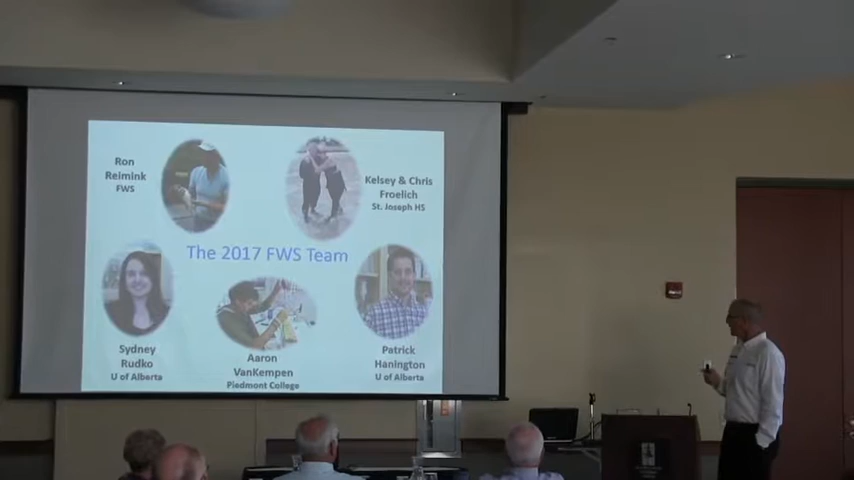 Ron
Reimink
FWS
Kelsey & Chris
Froelich
St. Joseph HS
The 2017 FWS Team
Sydney
Rudko
U of Alberta
Aaron
VanKempen
Piedmont College
Patrick
Hanington
U of Alberta